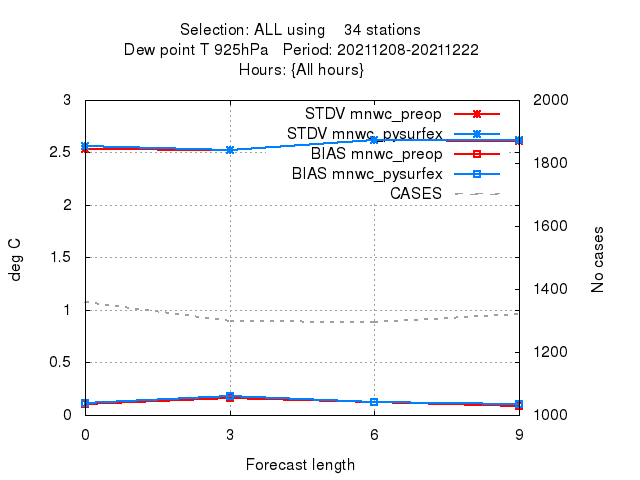 Selection: ALL using 34 stations
Dew point T 925hPa Period: 20211208-20211222
Hours: {All hours}
STDV mnwc_preop
STDV mnwc_pysurfex
BIAS mnwc_preop
BIAS mnwc_pysurfex
CASES
3
2.5
2
1.5
1
0.5
0
2000
1800
1600
1400
1200
1000
deg C
No cases
0 3 6 9
Forecast length